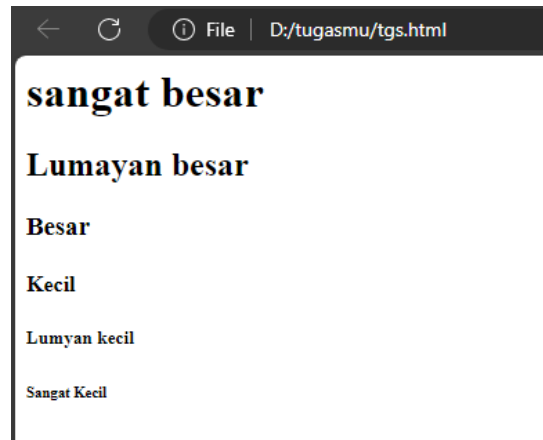 File D:/tugasmu/tgs.html
sangat besar
Lumayan besar
Besar
Kecil
Lumyan kecil
Sangat Kecil